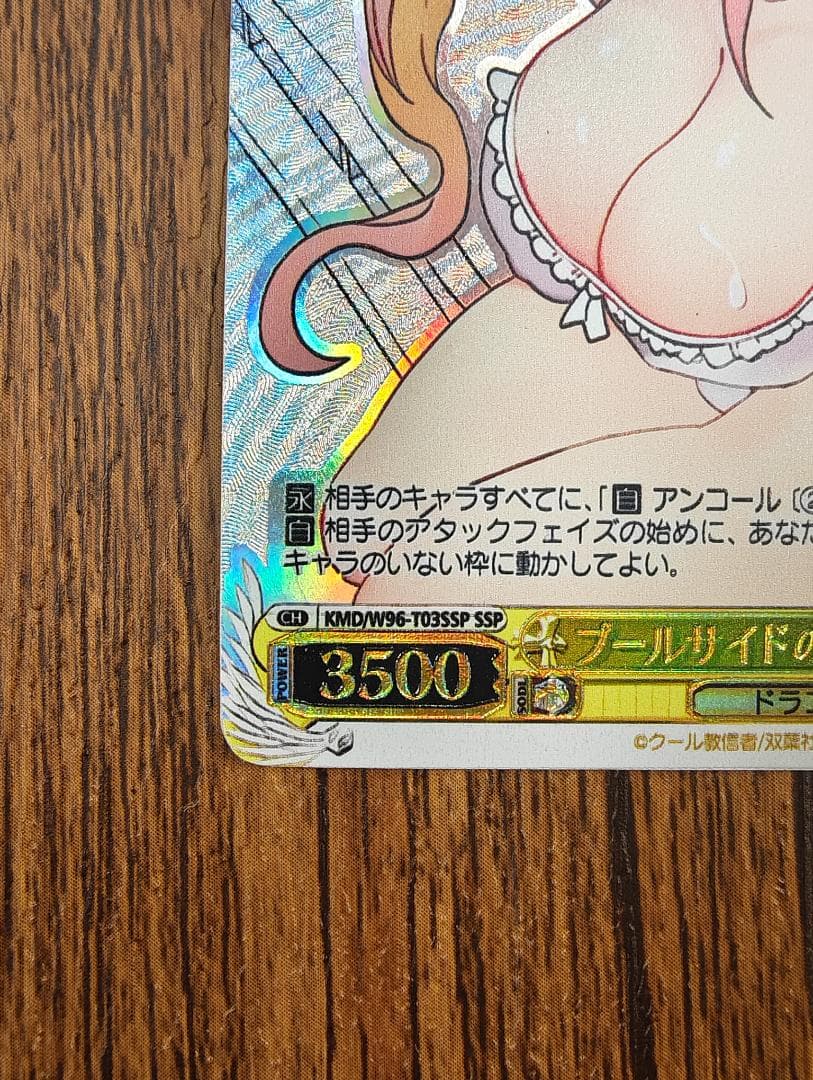 永 相手のキャラすべてに、「自 アンコール [②
自 相手のアタックフェイズの始めに、あなた
キャラのいない枠に動かしてよい。
CH KMD/W96-T03SSP SSP
POWER 3500 プールサイドの
SOUL ドラゴ
©クール教信者/双葉社